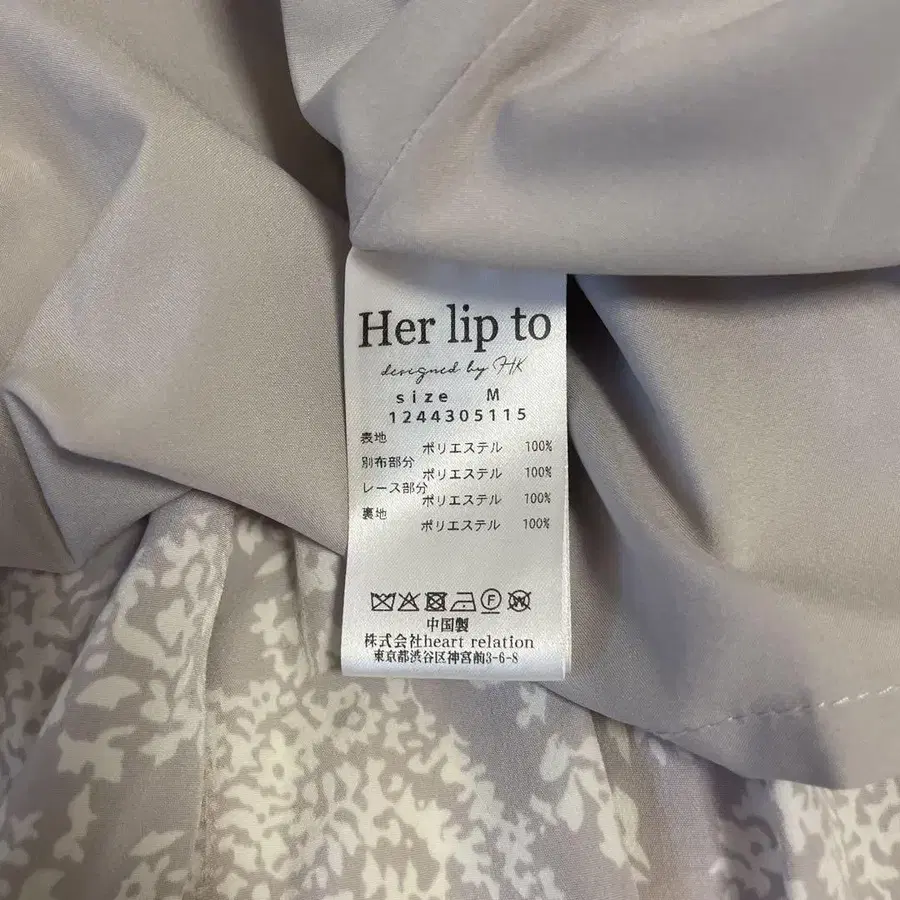 Her lip to
designed by HK
size M
1244305115
表地
ポリエステル 100%
別布部分
ポリエステル 100%
レース部分
ポリエステル 100%
裏地
ポリエステル 100%
中国製
株式会社heart relation
東京都渋谷区神宮前3-6-8